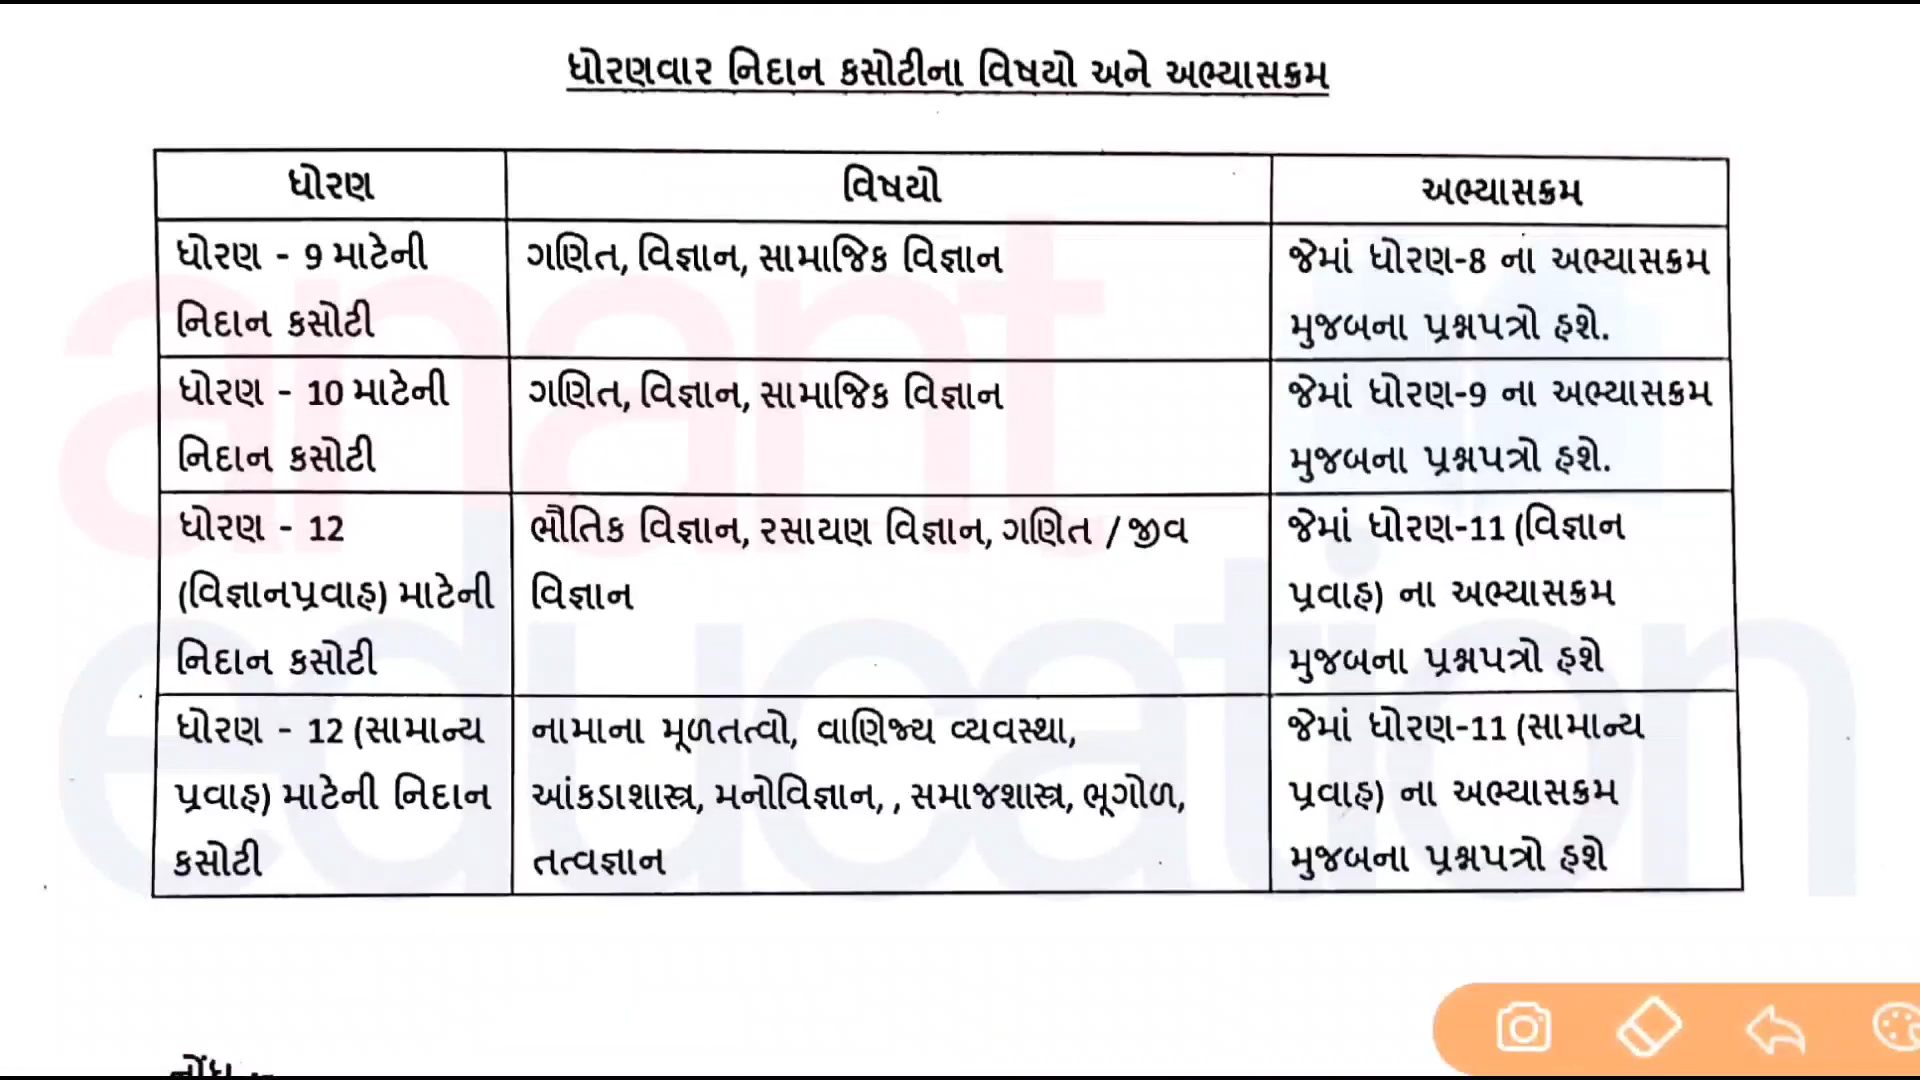 ધોરણવાર નિદાન કસોટીના વિષયો અને અભ્યાસક્રમ
ધોરણ
વિષયો
અભ્યાસક્રમ
ધોરણ - 9 માટેની
નિદાન કસોટી
ગણિત, વિજ્ઞાન, સામાજિક વિજ્ઞાન
જેમાં ધોરણ-8 ના અભ્યાસક્રમ
મુજબના પ્રશ્નપત્રો હશે.
ધોરણ - 10 માટેની
નિદાન કસોટી
ગણિત, વિજ્ઞાન, સામાજિક વિજ્ઞાન
જેમાં ધોરણ-9 ના અભ્યાસક્રમ
મુજબના પ્રશ્નપત્રો હશે.
ધોરણ - 12
(વિજ્ઞાનપ્રવાહ) માટેની
નિદાન કસોટી
ભૌતિક વિજ્ઞાન, રસાયણ વિજ્ઞાન, ગણિત / જીવ
વિજ્ઞાન
જેમાં ધોરણ-11 (વિજ્ઞાન
પ્રવાહ) ના અભ્યાસક્રમ
મુજબના પ્રશ્નપત્રો હશે
ધોરણ - 12 (સામાન્ય
પ્રવાહ) માટેની નિદાન
કસોટી
નામાના મૂળતત્વો, વાણિજ્ય વ્યવસ્થા,
આંકડાશાસ્ત્ર, મનોવિજ્ઞાન, , સમાજશાસ્ત્ર, ભૂગોળ,
તત્વજ્ઞાન
જેમાં ધોરણ-11 (સામાન્ય
પ્રવાહ) ના અભ્યાસક્રમ
મુજબના પ્રશ્નપત્રો હશે
anant
education